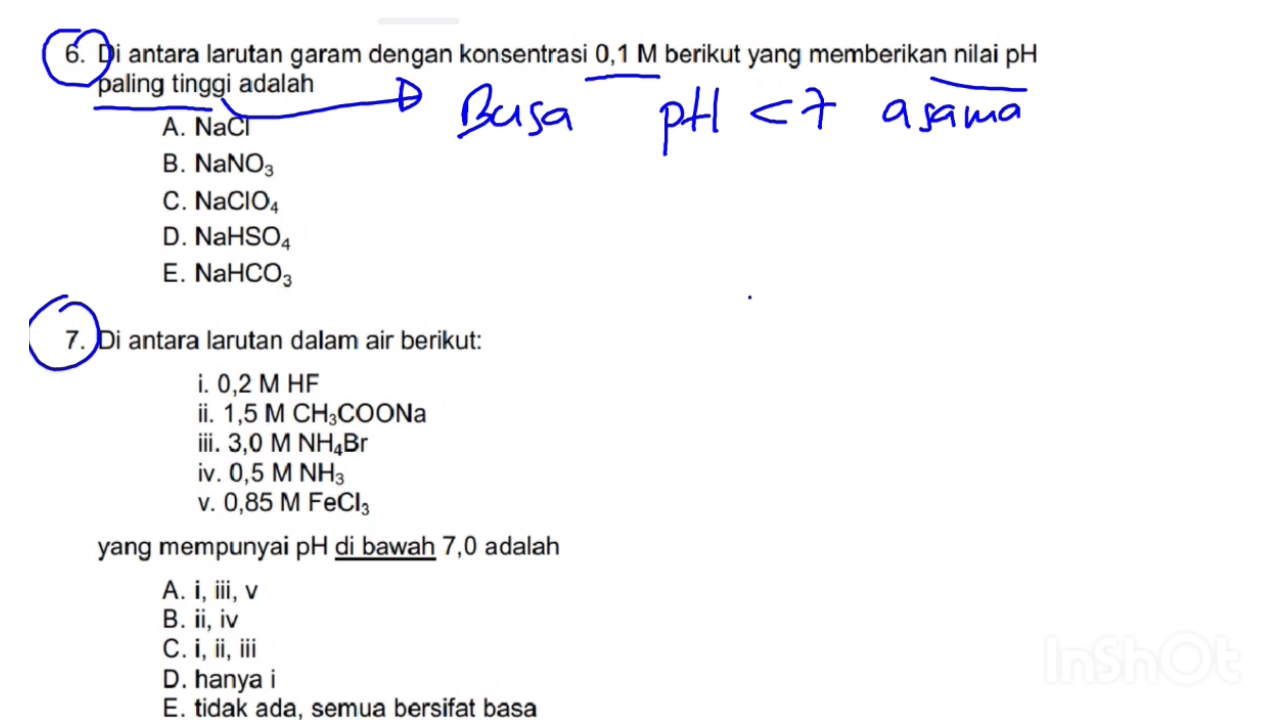 6. Di antara larutan garam dengan konsentrasi 0,1 M berikut yang memberikan nilai pH
paling tinggi adalah
Basa pH < 7 asama
A. NaCl
B. NaNO₃
C. NaClO₄
D. NaHSO₄
E. NaHCO₃
7. Di antara larutan dalam air berikut:
i. 0,2 M HF
ii. 1,5 M CH₃COONa
iii. 3,0 M NH₄Br
iv. 0,5 M NH₃
v. 0,85 M FeCl₃
yang mempunyai pH di bawah 7,0 adalah
A. i, iii, v
B. ii, iv
C. i, ii, iii
D. hanya i
E. tidak ada, semua bersifat basa
InShOt